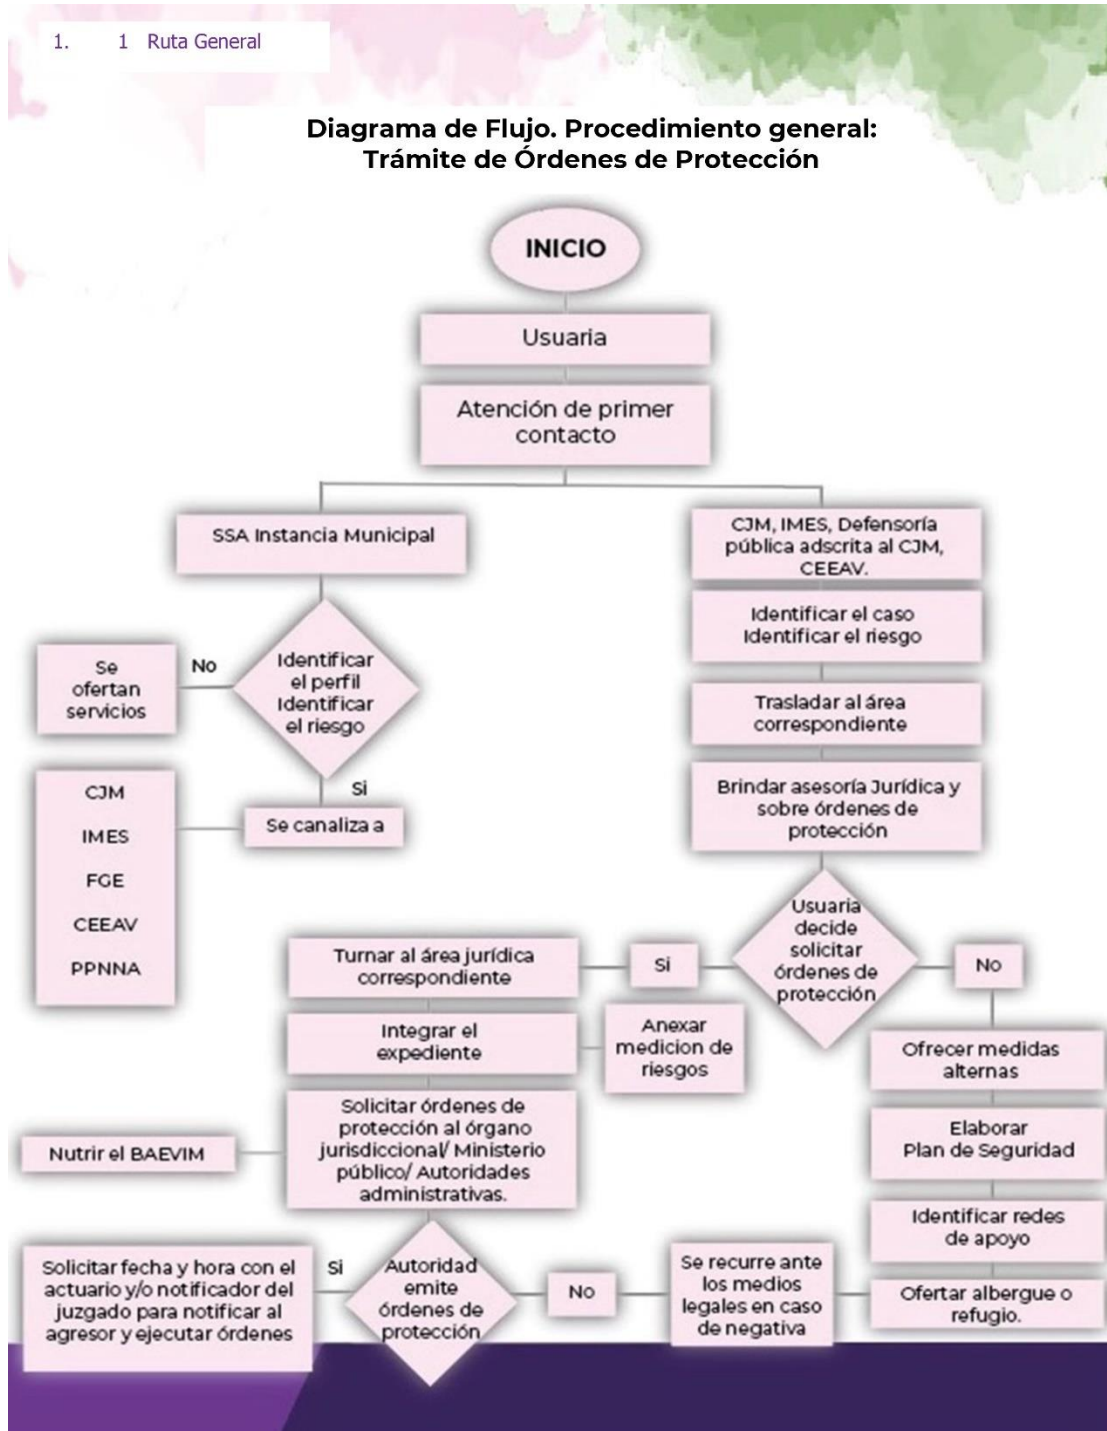 1. 1 Ruta General
Diagrama de Flujo. Procedimiento general:
Trámite de Órdenes de Protección
INICIO
Usuaria
Atención de primer
contacto
SSA Instancia Municipal
Identificar
el perfil
Identificar
el riesgo
No
Se
ofertan
servicios
Si
Se canaliza a
CJM
IMES
FGE
CEEAV
PPNNA
CJM, IMES, Defensoría
pública adscrita al CJM,
CEEAV.
Identificar el caso
Identificar el riesgo
Trasladar al área
correspondiente
Brindar asesoría Jurídica y
sobre órdenes de
protección
Usuaria
decide
solicitar
órdenes de
protección
Si
No
Turnar al área jurídica
correspondiente
Integrar el
expediente
Anexar
medicion de
riesgos
Solicitar órdenes de
protección al órgano
jurisdiccional/ Ministerio
público/ Autoridades
administrativas.
Nutrir el BAEVIM
Autoridad
emite
órdenes de
protección
Si
Solicitar fecha y hora con el
actuario y/o notificador del
juzgado para notificar al
agresor y ejecutar órdenes
No
Se recurre ante
los medios
legales en caso
de negativa
Ofrecer medidas
alternas
Elaborar
Plan de Seguridad
Identificar redes
de apoyo
Ofertar albergue o
refugio.